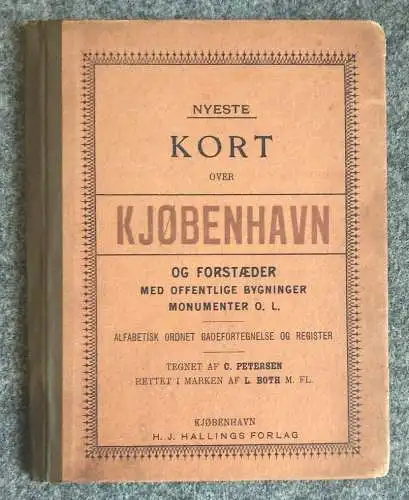 NYESTE
KORT
OVER
KJØBENHAVN
OG FORSTÆDER
MED OFFENTLIGE BYGNINGER
MONUMENTER O. L.
ALFABETISK ORDNET GADEFORTEGNELSE OG REGISTER
TEGNET AF C. PETERSEN
RETTET I MARKEN AF L. BOTH M. FL.
KJØBENHAVN
H. J. HALLINGS FORLAG